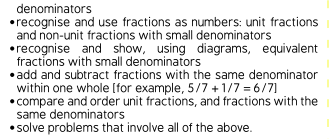 denominators
• recognise and use fractions as numbers: unit fractions
and non-unit fractions with small denominators
• recognise and show, using diagrams, equivalent
fractions with small denominators
• add and subtract fractions with the same denominator
within one whole [for example, 5/7 + 1/7 = 6/7]
• compare and order unit fractions, and fractions with the
same denominators
• solve problems that involve all of the above.